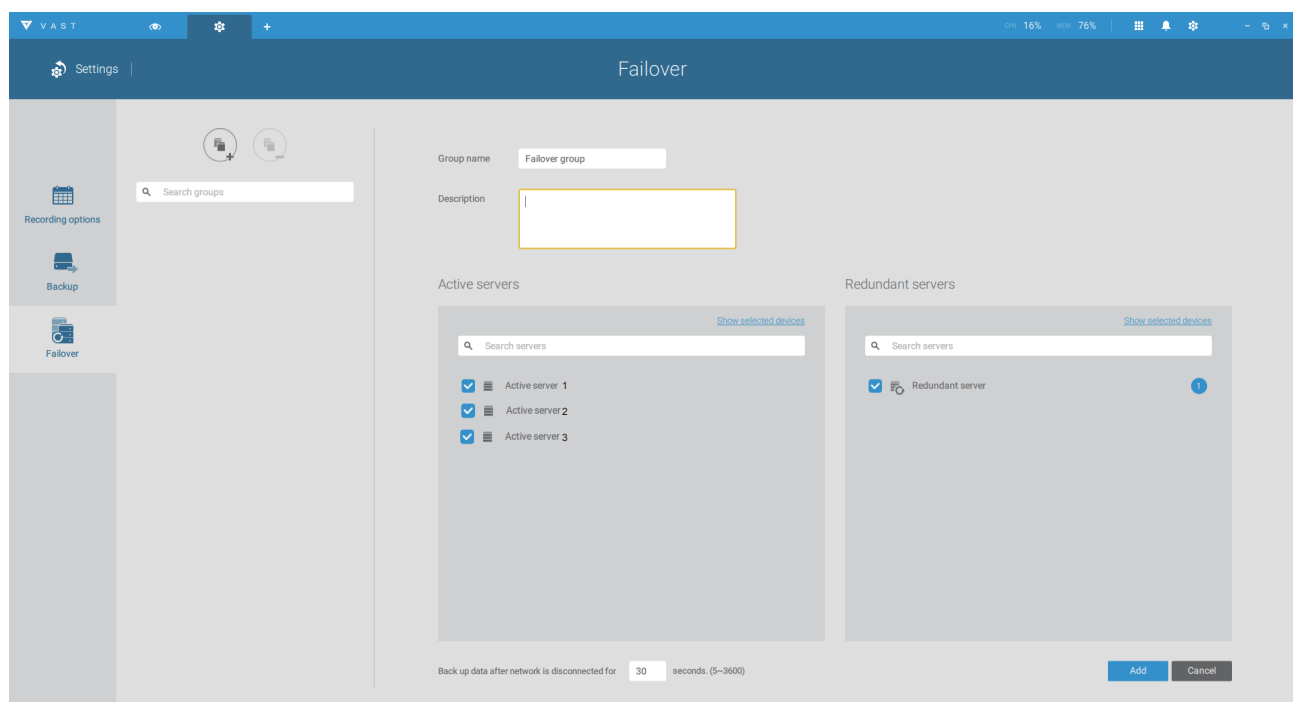 VAST
+
CPU 16% MEM 76%
Settings
Failover
Recording options
Backup
Failover
Search groups
Group name
Failover group
Description
Active servers
Show selected devices
Search servers
Active server 1
Active server 2
Active server 3
Redundant servers
Show selected devices
Search servers
Redundant server
1
Back up data after network is disconnected for 30 seconds. (5~3600)
Add
Cancel